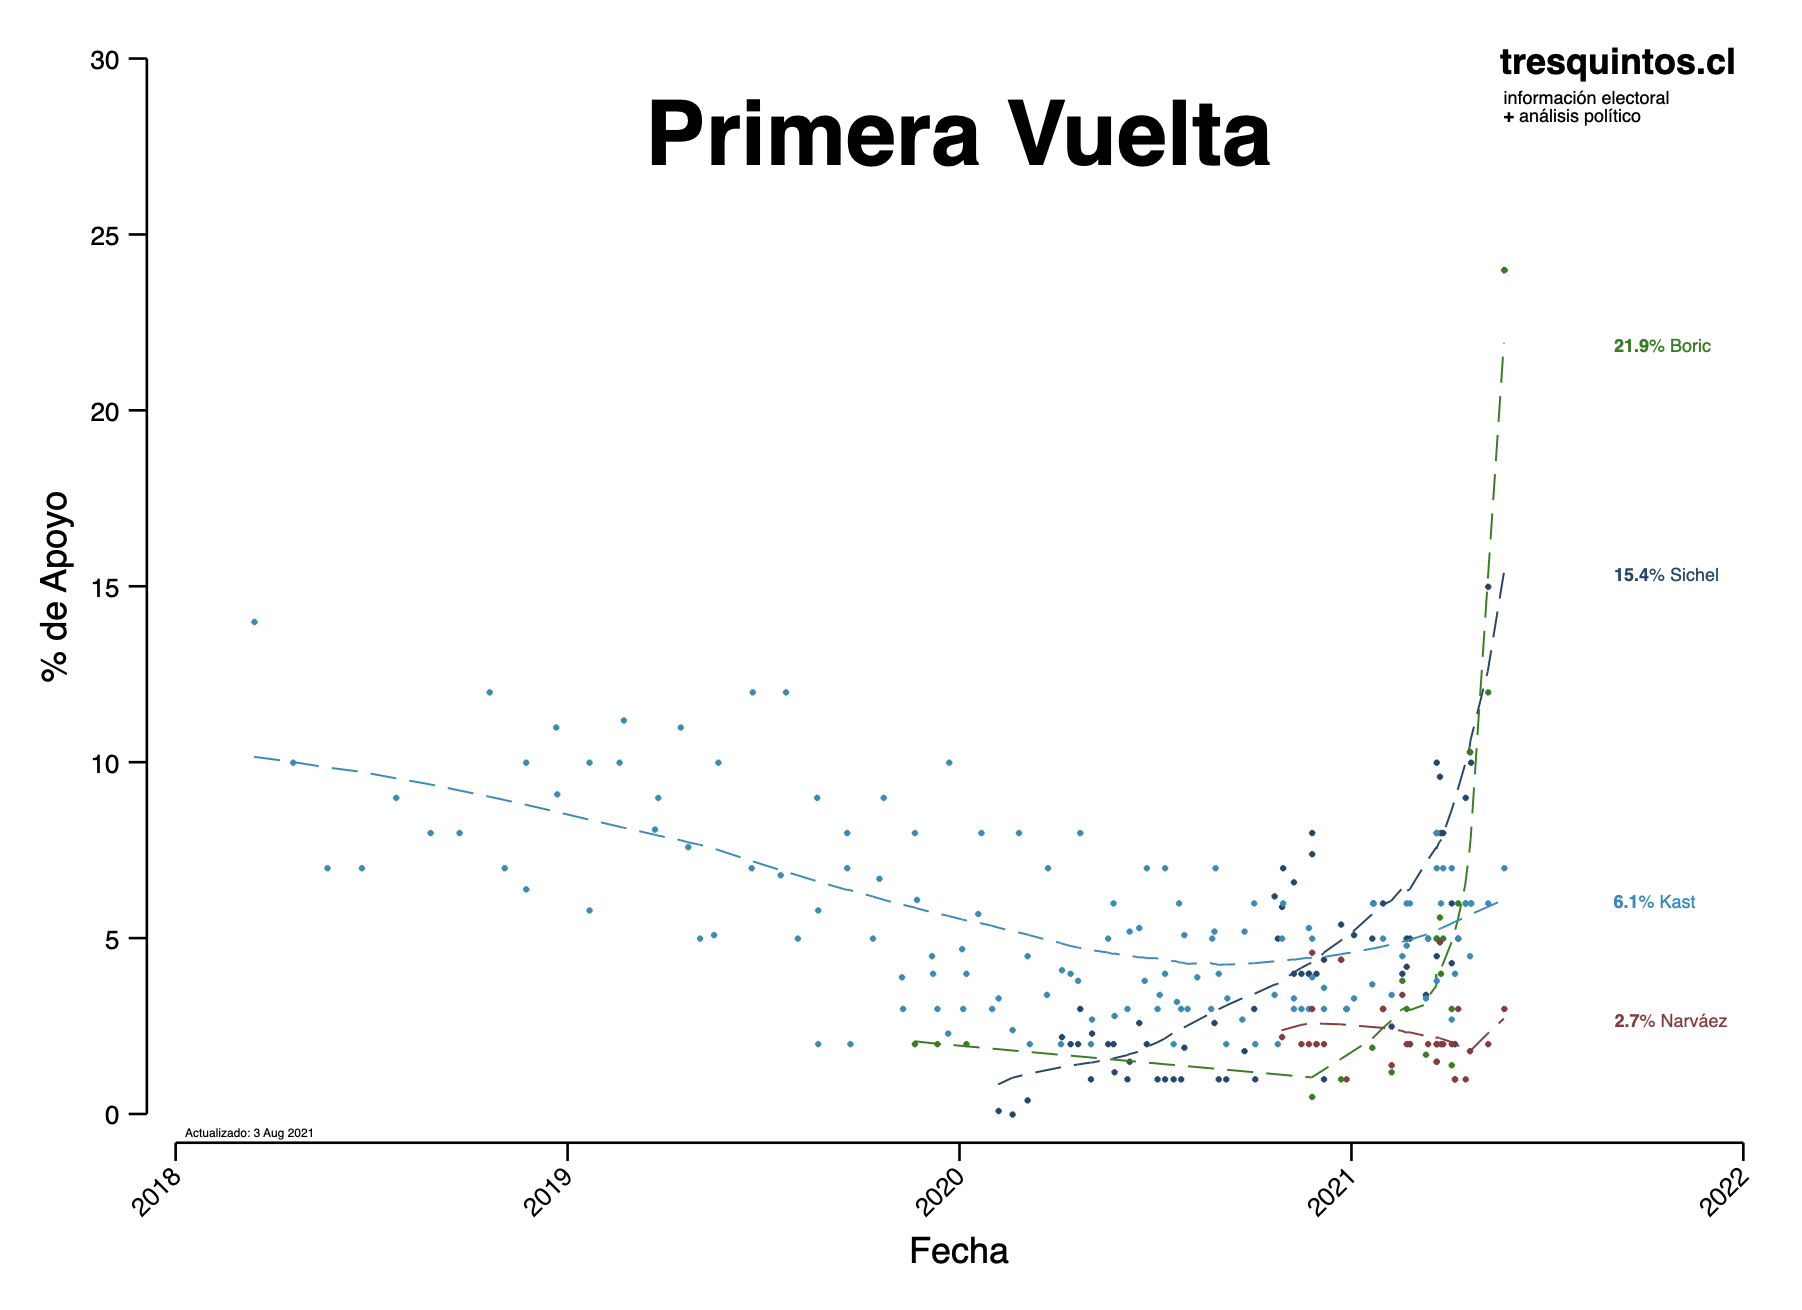 Primera Vuelta
tresquintos.cl
información electoral
+ análisis político
% de Apoyo
30
25
20
15
10
5
0
21.9% Boric
15.4% Sichel
6.1% Kast
2.7% Narváez
Actualizado: 3 Aug 2021
2018
2019
2020
2021
2022
Fecha